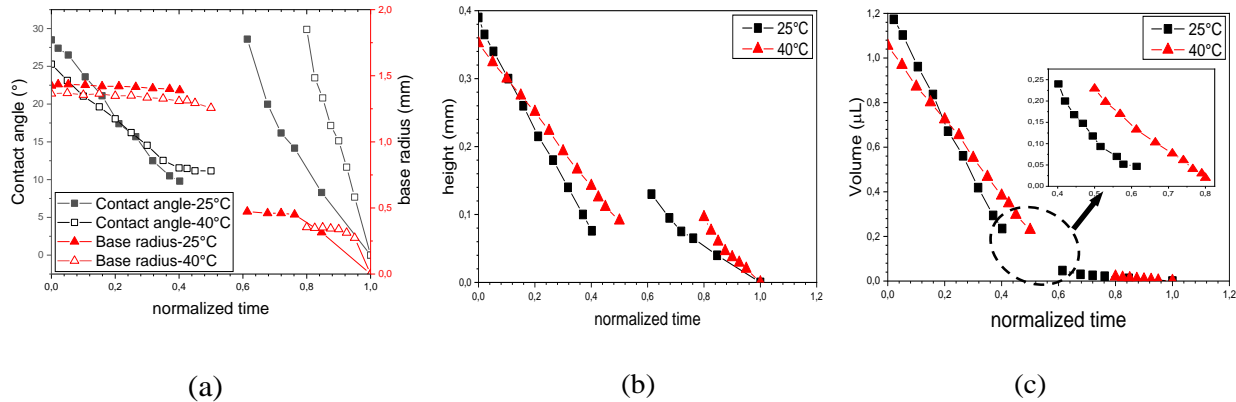 Contact angle (°)
30
25
20
15
10
5
0
Contact angle-25°C
Contact angle-40°C
Base radius-25°C
Base radius-40°C
0,0 0,2 0,4 0,6 0,8 1,0
normalized time
2,0
1,5
1,0
0,5
0,0
base radius (mm)
(a)
height (mm)
0,4
0,3
0,2
0,1
0,0
25°C
40°C
0,0 0,2 0,4 0,6 0,8 1,0 1,2
normalized time
(b)
Volume (µL)
1,2
1,0
0,8
0,6
0,4
0,2
0,0
25°C
40°C
0,25
0,20
0,15
0,10
0,05
0,00
0,4 0,5 0,6 0,7 0,8
0,0 0,2 0,4 0,6 0,8 1,0 1,2
normalized time
(c)